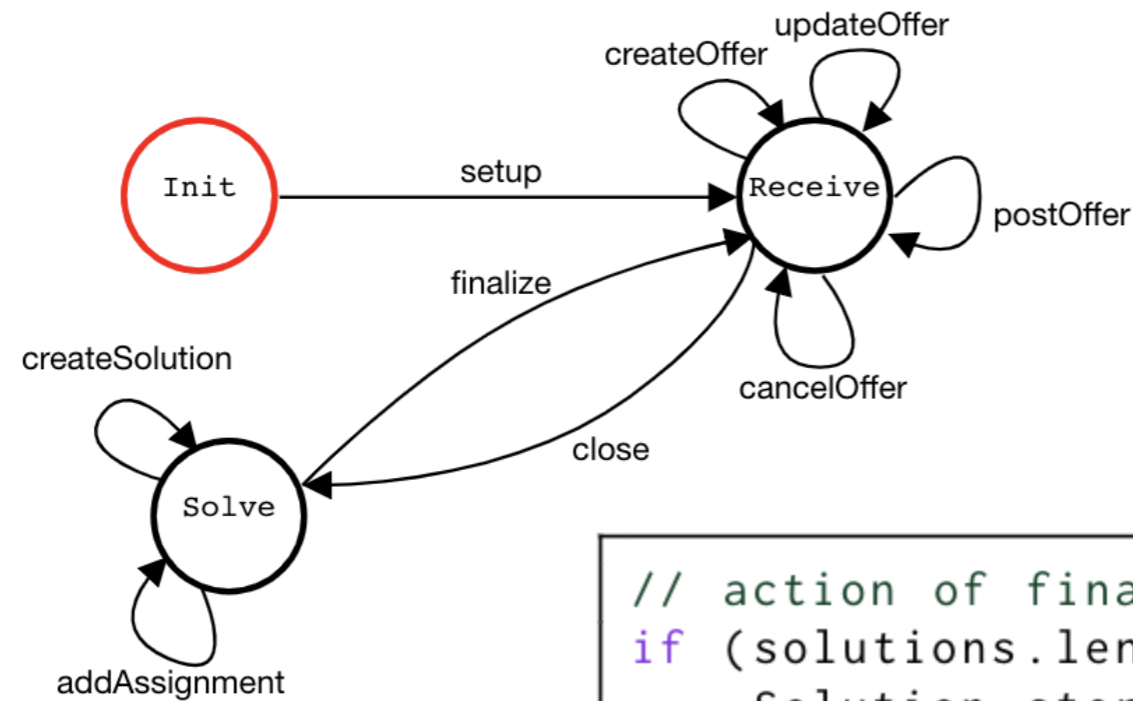 updateOffer
createOffer
setup
Init
Receive
postOffer
finalize
createSolution
cancelOffer
close
Solve
addAssignment
// action of fina
if (solutions.len